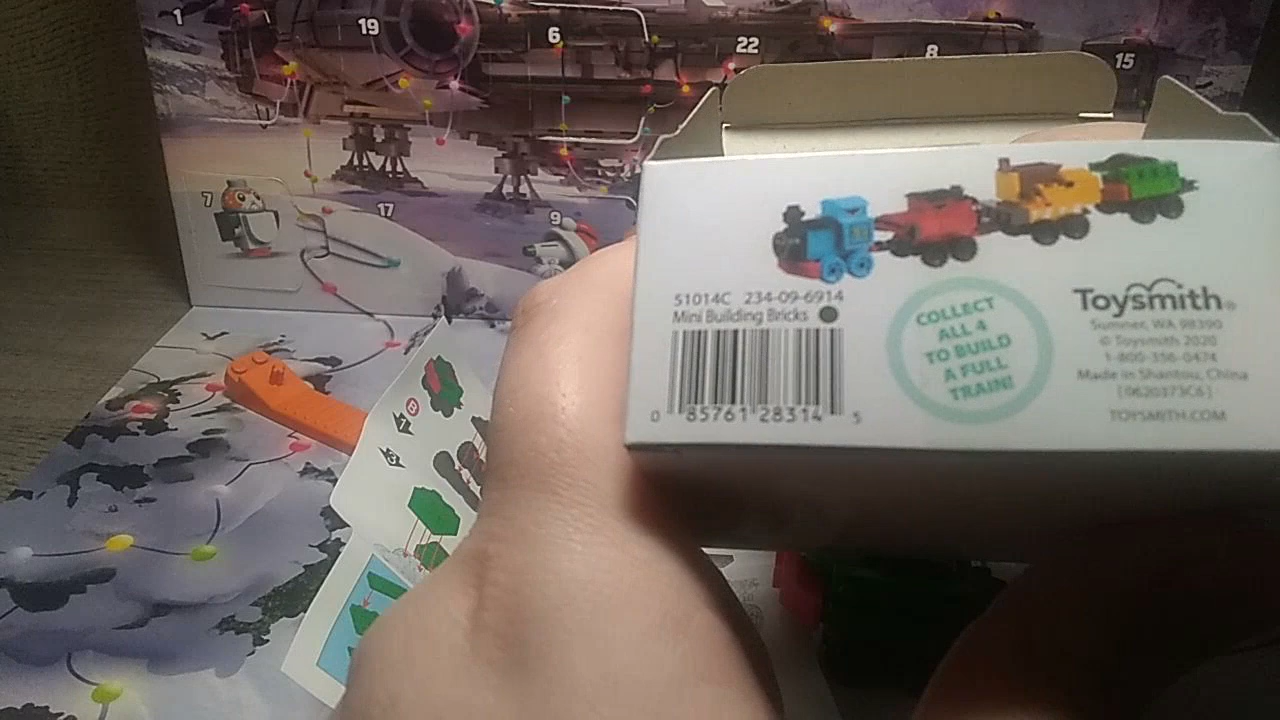 1
19
6
22
8
15
7
17
9
51014C 234-09-6914
Mini Building Bricks
0 85761 28314 5
COLLECT
ALL 4
TO BUILD
A FULL
TRAIN!
Toysmith®
Sumner, WA 98390
© Toysmith 2020
1-800-356-0474
Made in Shantou, China
[0620373C6]
TOYSMITH.COM